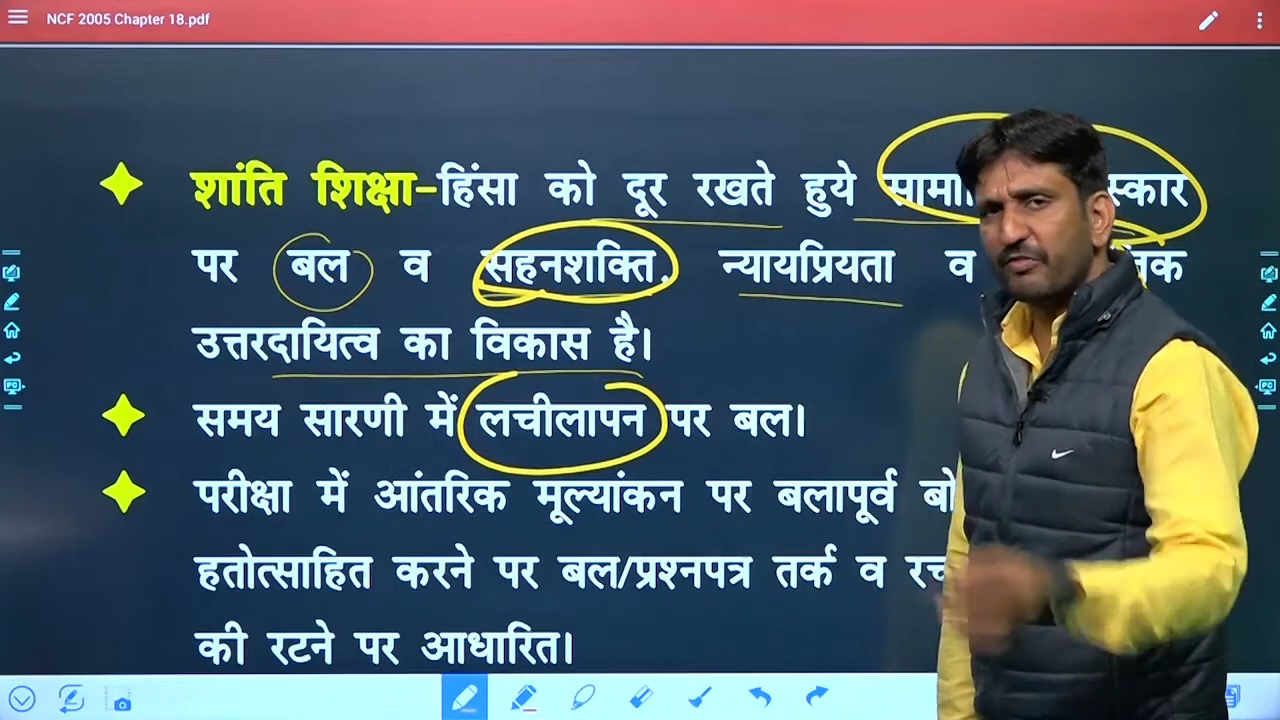 NCF 2005 Chapter 18.pdf
शांति शिक्षा-हिंसा को दूर रखते हुये
पर बल व सहनशक्ति, न्यायप्रियता व
उत्तरदायित्व का विकास है।
समय सारणी में लचीलापन पर बल।
परीक्षा में आंतरिक मूल्यांकन पर बलापूर्व
हतोत्साहित करने पर बल/प्रश्नपत्र तर्क व
की रटने पर आधारित।